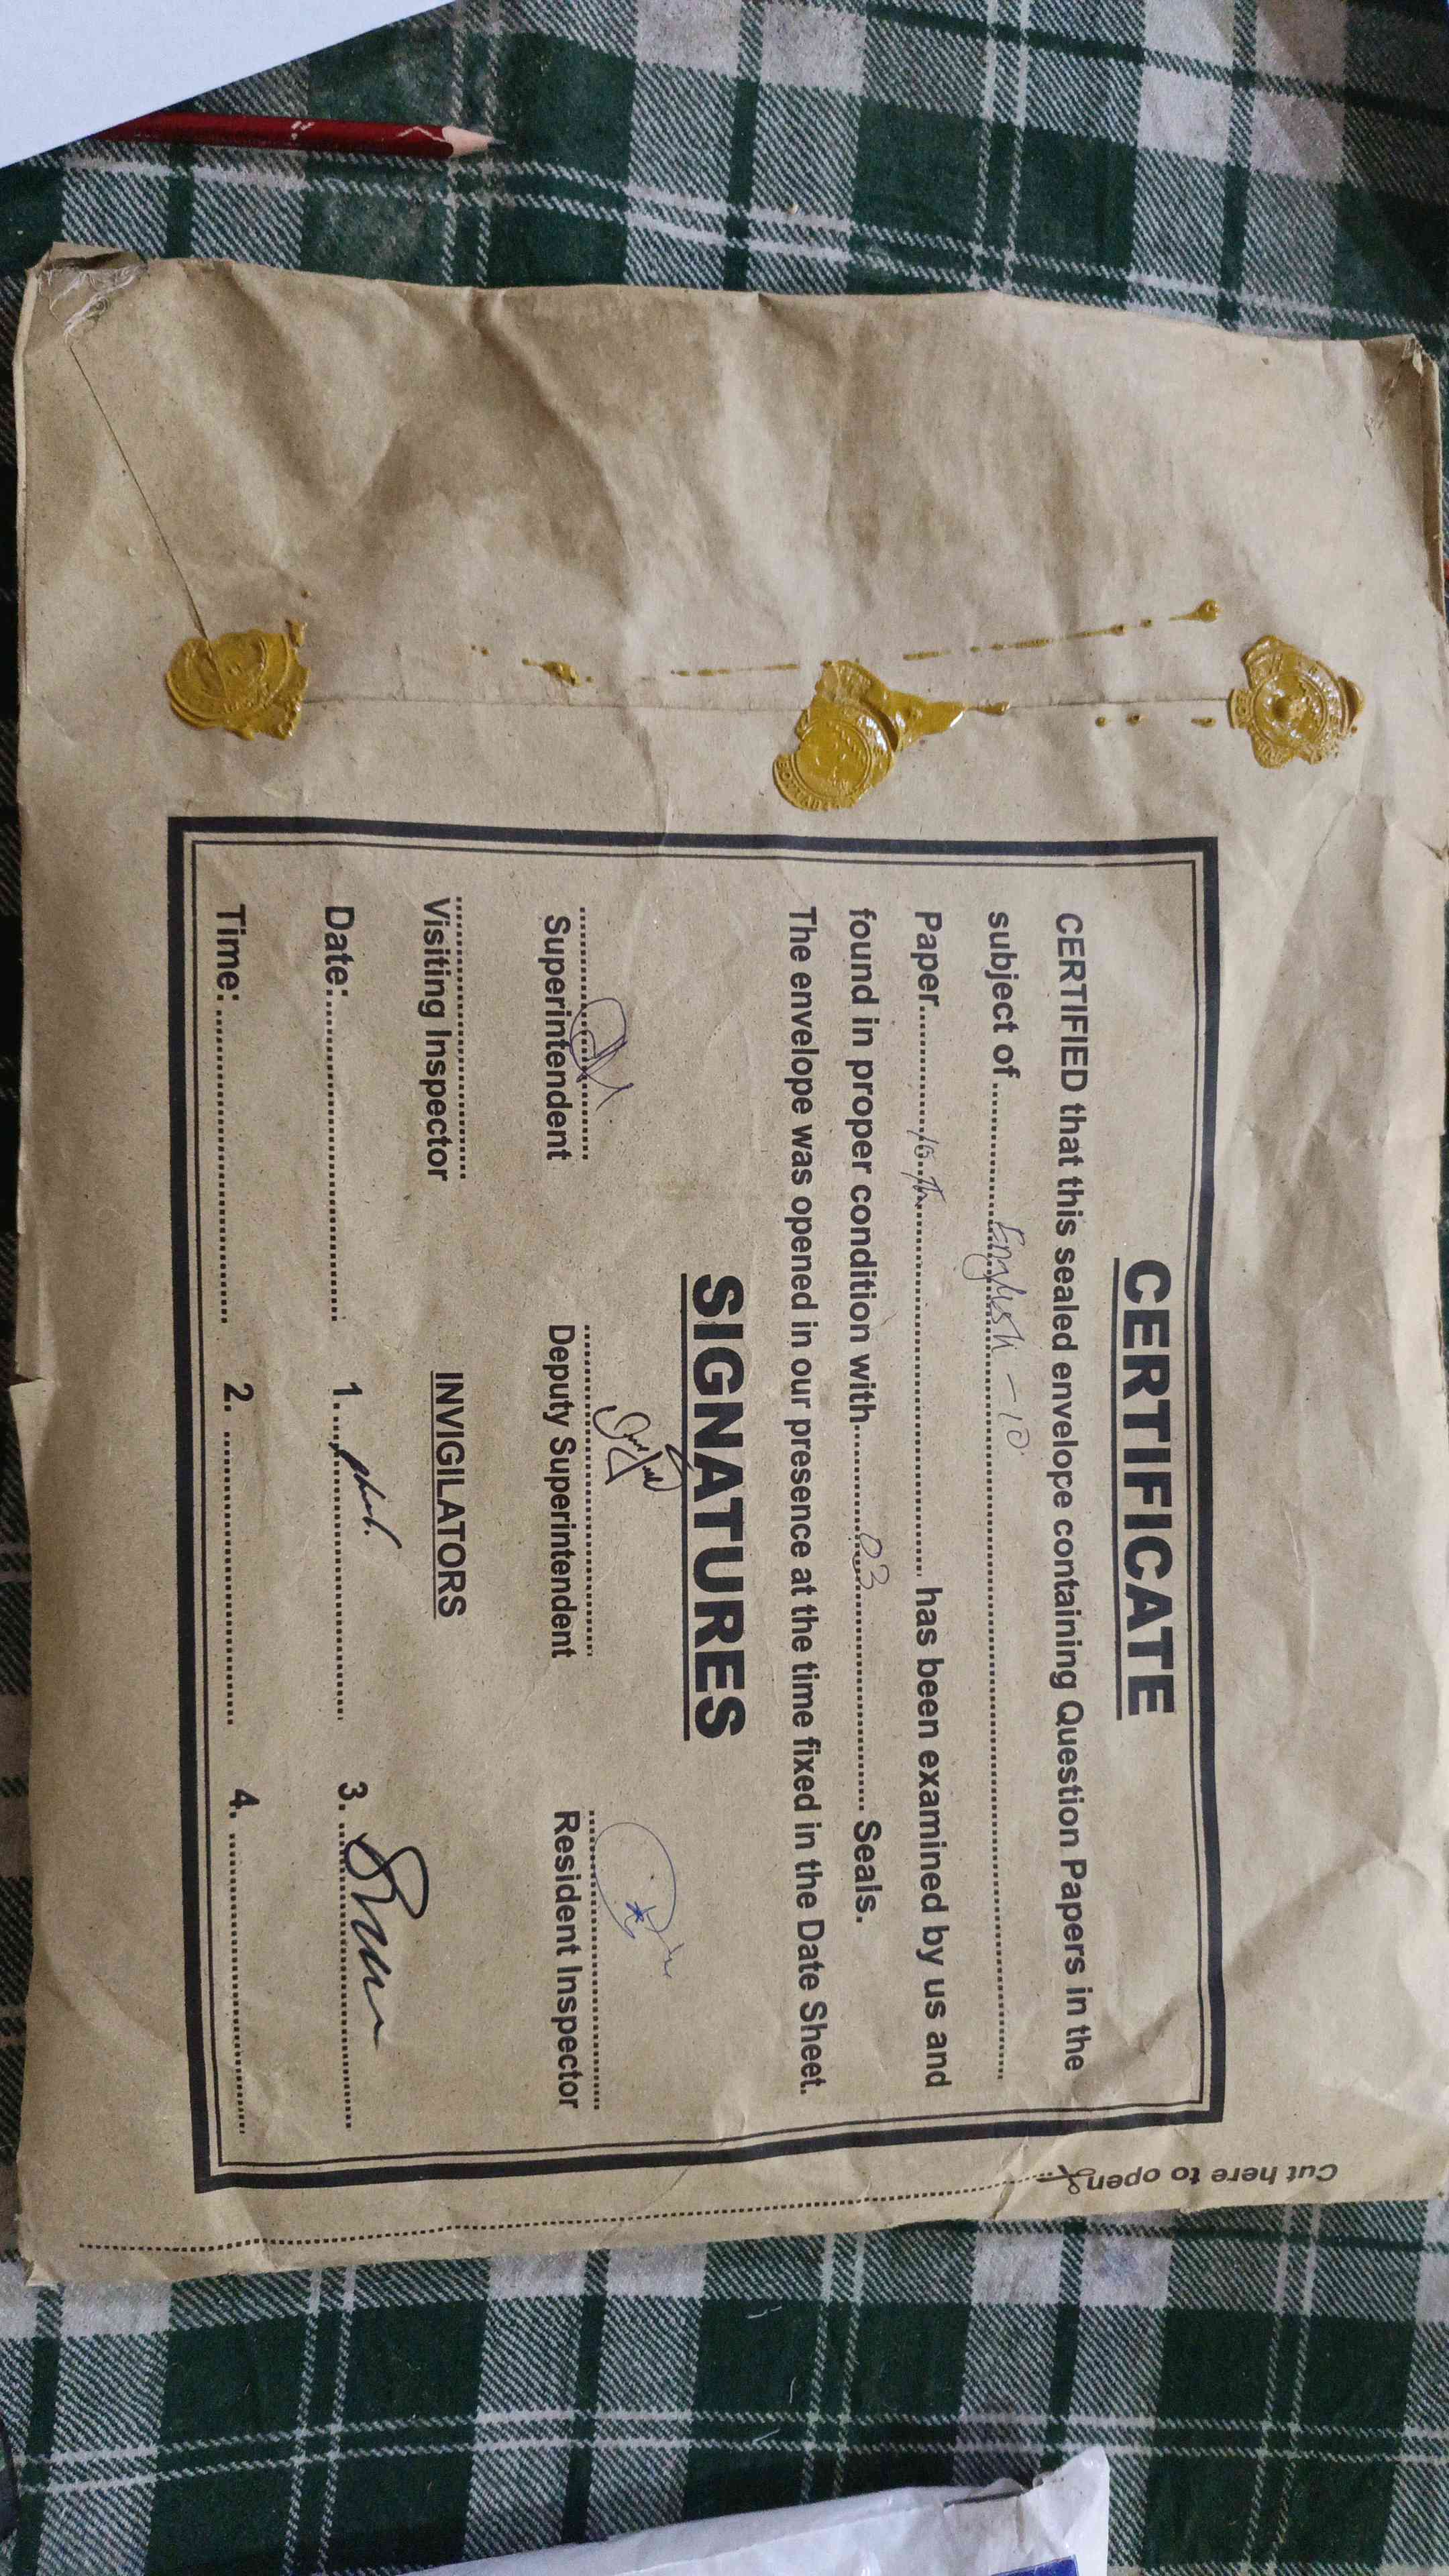 CERTIFICATE
CERTIFIED that this sealed envelope containing Question Papers in the
subject of.......... English - 10 ..........
Paper.......... 10th .......... has been examined by us and
found in proper condition with.......... 03 .......... Seals.
The envelope was opened in our presence at the time fixed in the Date Sheet.
SIGNATURES
Superintendent Deputy Superintendent Resident Inspector
Visiting Inspector INVIGILATORS
Date:.......... 1. .......... 3. ..........
Time: .......... 2. .......... 4. ..........
Cut here to open